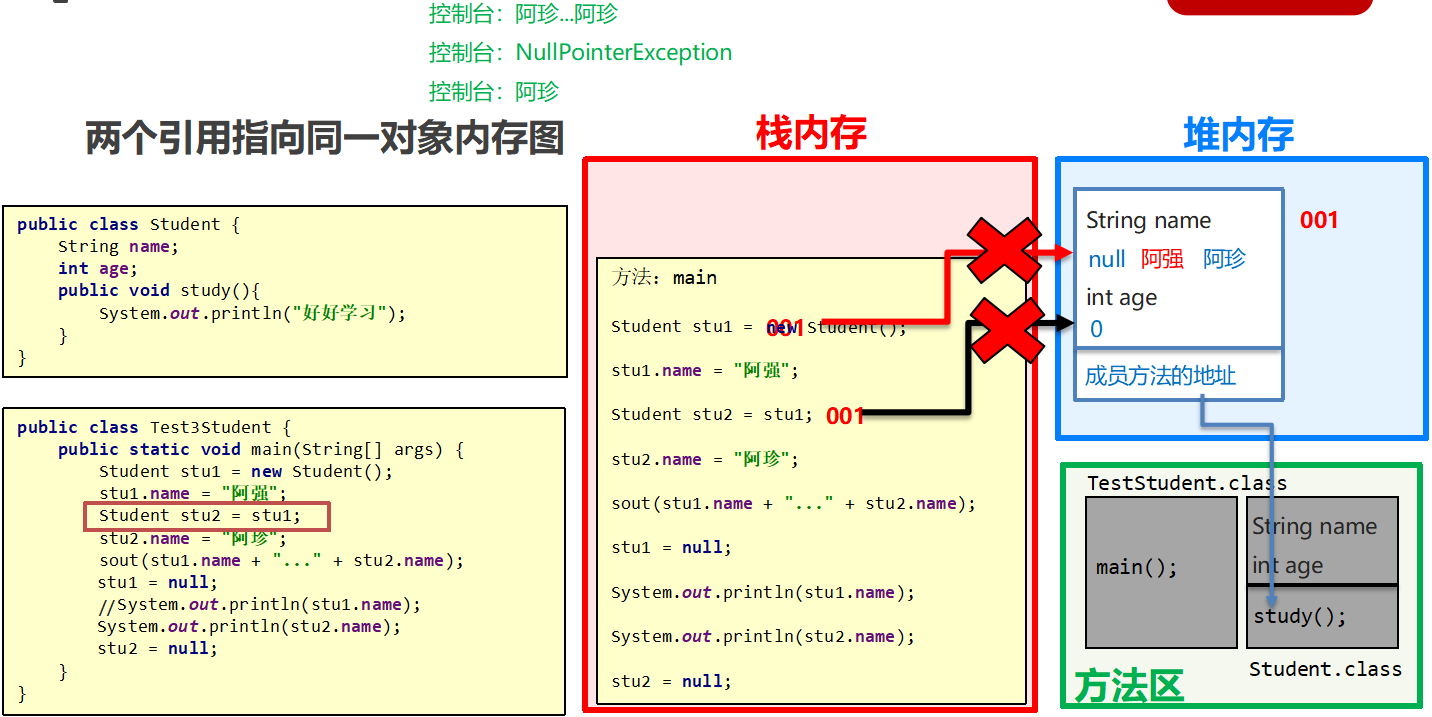 控制台：阿珍...阿珍
控制台：NullPointerException
控制台：阿珍
两个引用指向同一对象内存图
public class Student {
String name;
int age;
public void study(){
System.out.println("好好学习");
}
}
public class Test3Student {
public static void main(String[] args) {
Student stu1 = new Student();
stu1.name = "阿强";
Student stu2 = stu1;
stu2.name = "阿珍";
sout(stu1.name + "..." + stu2.name);
stu1 = null;
//System.out.println(stu1.name);
System.out.println(stu2.name);
stu2 = null;
}
}
栈内存
方法：main
Student stu1 = new Student();
001
stu1.name = "阿强";
Student stu2 = stu1; 001
stu2.name = "阿珍";
sout(stu1.name + "..." + stu2.name);
stu1 = null;
System.out.println(stu1.name);
System.out.println(stu2.name);
stu2 = null;
堆内存
String name 001
null 阿强 阿珍
int age
0
成员方法的地址
TestStudent.class
main();
String name
int age
study();
Student.class
方法区